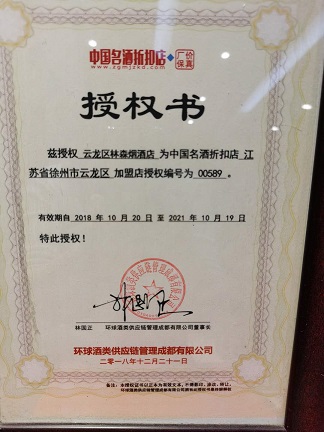 中国名酒折扣店 厂价保真
www.zgmjzkd.com
授权书
兹授权 云龙区林森烟酒店 为中国名酒折扣店 江
苏省徐州市云龙区 加盟店授权编号为 00589 。
有效期自 2018 年 10 月 20 日 至 2021 年 10 月 19 日
特此授权！
林国正 环球酒类供应链管理成都有限公司董事长
环球酒类供应链管理成都有限公司
二零一八年十二月二十一日